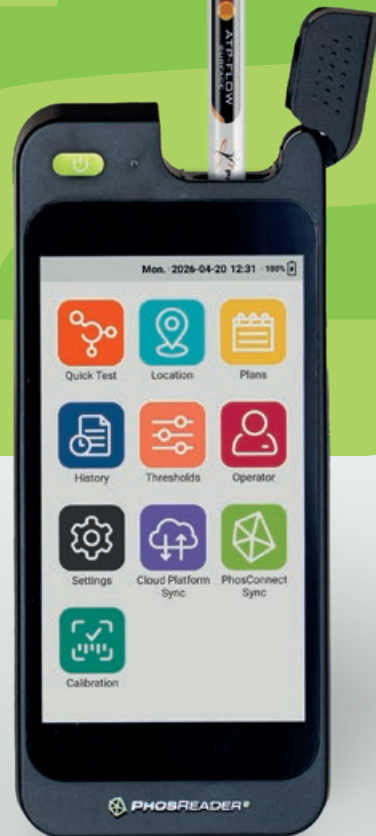 ATP-FLOW
SURFACE
Mon. 2026-04-20 12:31 100%
Quick Test
Location
Plans
History
Thresholds
Operator
Settings
Cloud Platform
Sync
PhosConnect
Sync
Calibration
PHOSREADER®